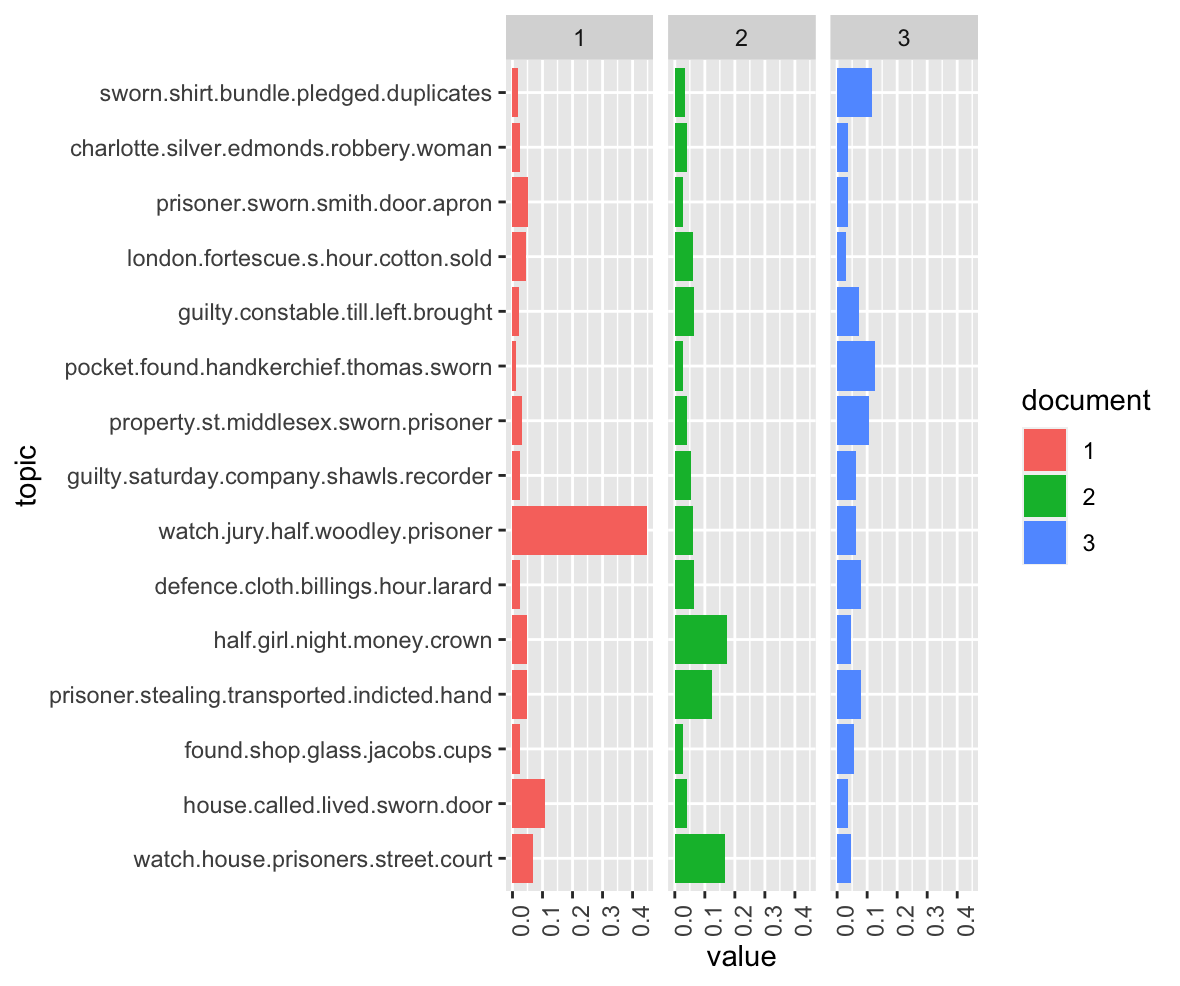 1 2 3
sworn.shirt.bundle.pledged.duplicates
charlotte.silver.edmonds.robbery.woman
prisoner.sworn.smith.door.apron
london.fortescue.s.hour.cotton.sold
guilty.constable.till.left.brought
pocket.found.handkerchief.thomas.sworn
property.st.middlesex.sworn.prisoner
guilty.saturday.company.shawls.recorder
watch.jury.half.woodley.prisoner
defence.cloth.billings.hour.larard
half.girl.night.money.crown
prisoner.stealing.transported.indicted.hand
found.shop.glass.jacobs.cups
house.called.lived.sworn.door
watch.house.prisoners.street.court
topic
0.0 0.1 0.2 0.3 0.4 0.0 0.1 0.2 0.3 0.4 0.0 0.1 0.2 0.3 0.4
value
document
1
2
3